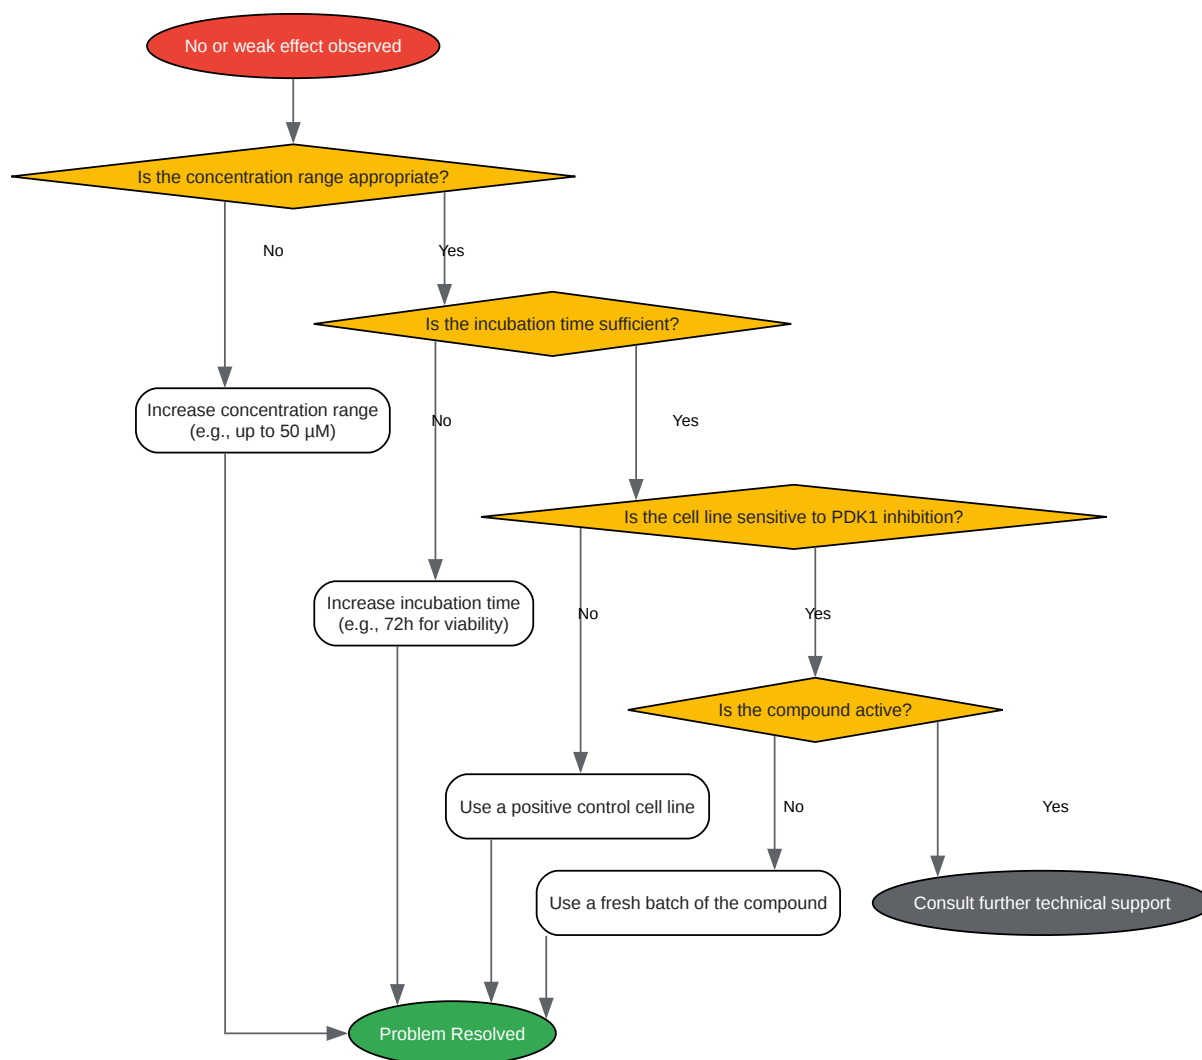 No or weak effect observed
Is the concentration range appropriate?
No
Yes
Is the incubation time sufficient?
Increase concentration range
(e.g., up to 50 µM)
No
Yes
Is the cell line sensitive to PDK1 inhibition?
Increase incubation time
(e.g., 72h for viability)
No
Yes
Is the compound active?
Use a positive control cell line
No
Yes
Use a fresh batch of the compound
Consult further technical support
Problem Resolved